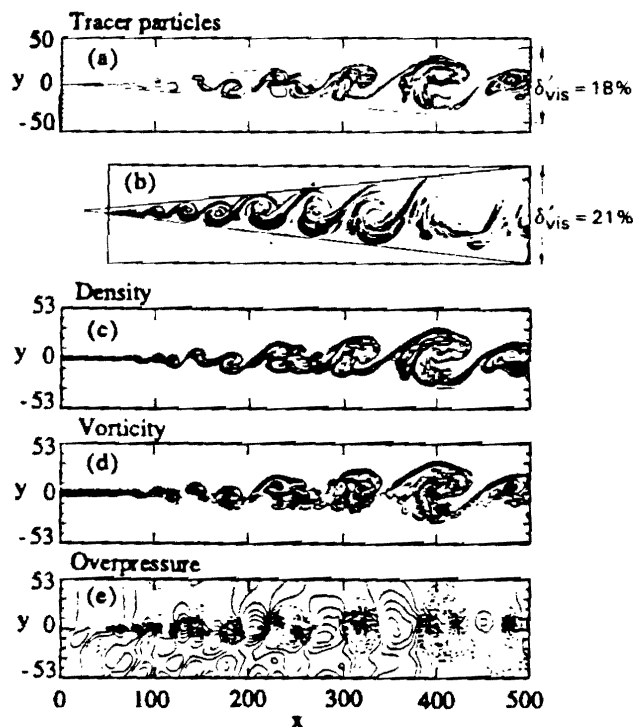 Tracer particles
50
(a)
y 0
-50
δ'vis = 18%
(b)
δ'vis = 21%
Density
53
(c)
y 0
-53
Vorticity
53
(d)
y 0
-53
Overpressure
53
(e)
y 0
-53
0 100 200 300 400 500
x